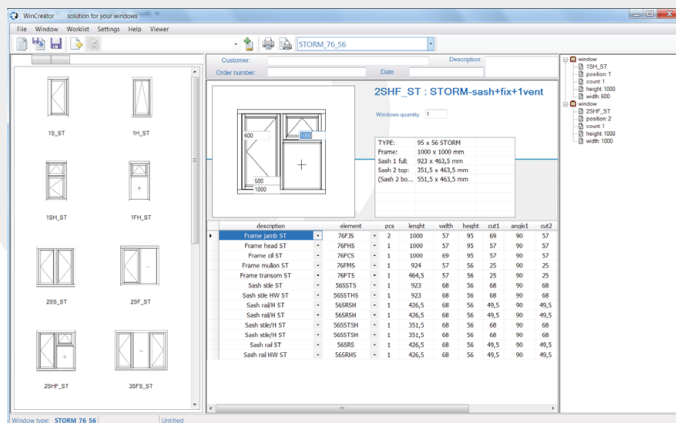 WinCreator solution for your windows
File Window Worklist Settings Help Viewer
STORM_76_56
Customer: Description:
Order number: Date:
1S_ST 1H_ST
1SH_ST 1FH_ST
2SS_ST 2SF_ST
2SHF_ST 3SFS_ST
2SHF_ST : STORM-sash+fix+1vent
Windows quantity: 1
600
500
1000
TYPE: 95 x 56 STORM
Frame: 1000 x 1000 mm
Sash 1 full: 923 x 463,5 mm
Sash 2 top: 351,5 x 463,5 mm
(Sash 2 bo... 551,5 x 463,5 mm
description element pcs lenght width height cut1 angle1 cut2
Frame jamb ST 76FJS 2 1000 57 95 69 90 57
Frame head ST 76FHS 1 1000 57 95 57 90 57
Frame cil ST 76FCS 1 1000 69 95 57 90 57
Frame mullion ST 76FMS 1 924 57 56 25 90 25
Frame transom ST 76FTS 1 464,5 57 56 25 90 25
Sash stile ST 56SSTS 1 923 68 56 68 90 68
Sash stile HW ST 56SSTHS 1 923 68 56 68 90 68
Sash rail/H ST 56SRSH 1 426,5 68 56 49,5 90 49,5
Sash rail/H ST 56SRSH 1 426,5 68 56 49,5 90 49,5
Sash stile/H ST 56SSTSH 1 351,5 68 56 68 90 68
Sash stile/H ST 56SSTSH 1 351,5 68 56 68 90 68
Sash rail ST 56SRS 1 426,5 68 56 49,5 90 49,5
Sash rail HW ST 56SRHS 1 426,5 68 56 49,5 90 49,5
window
1SH_ST
position 1
count 1
height 1000
width 600
window
2SHF_ST
position 2
count 1
height 1000
width 1000
Window type: STORM_76_56 Untitled